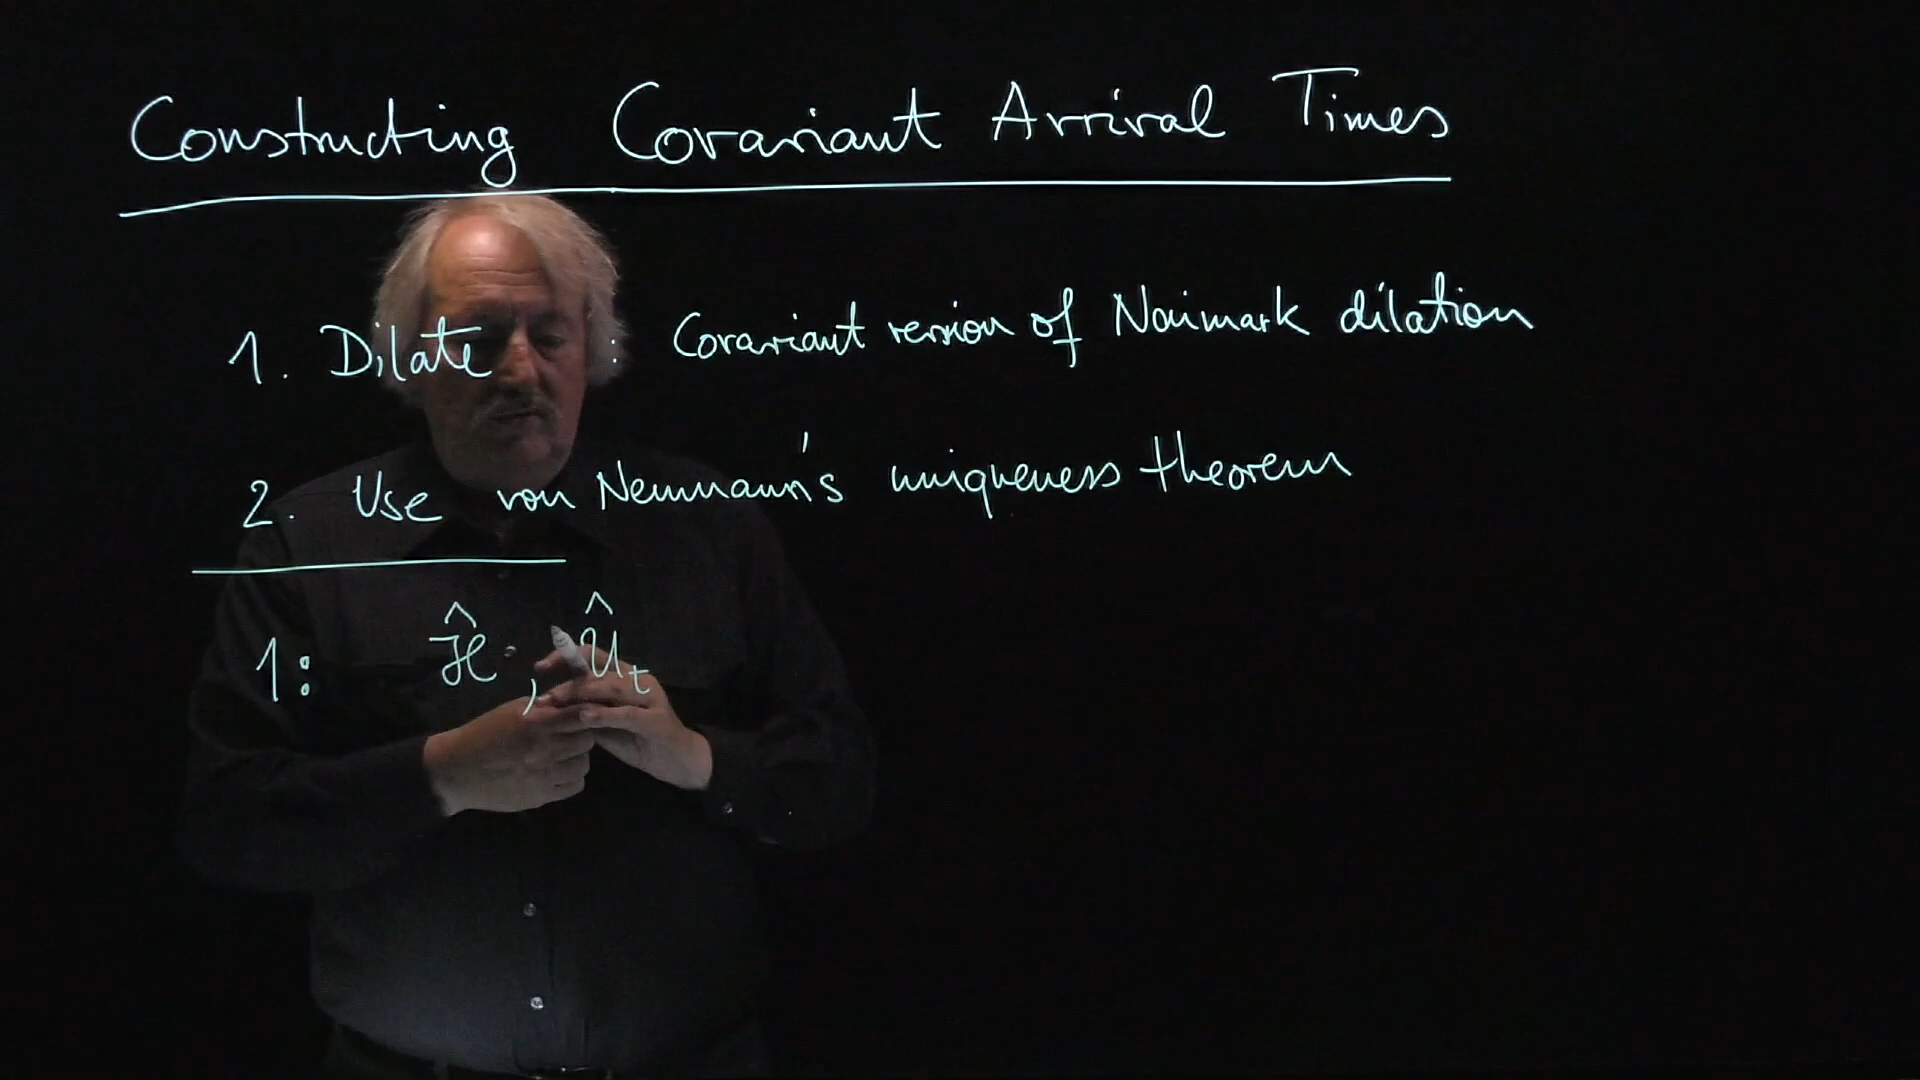 Constructing Covariant Arrival Times
1. Dilate : Covariant version of Naimark dilation
2. Use von Neumann's uniqueness theorem
1: Ĥ, Û_t